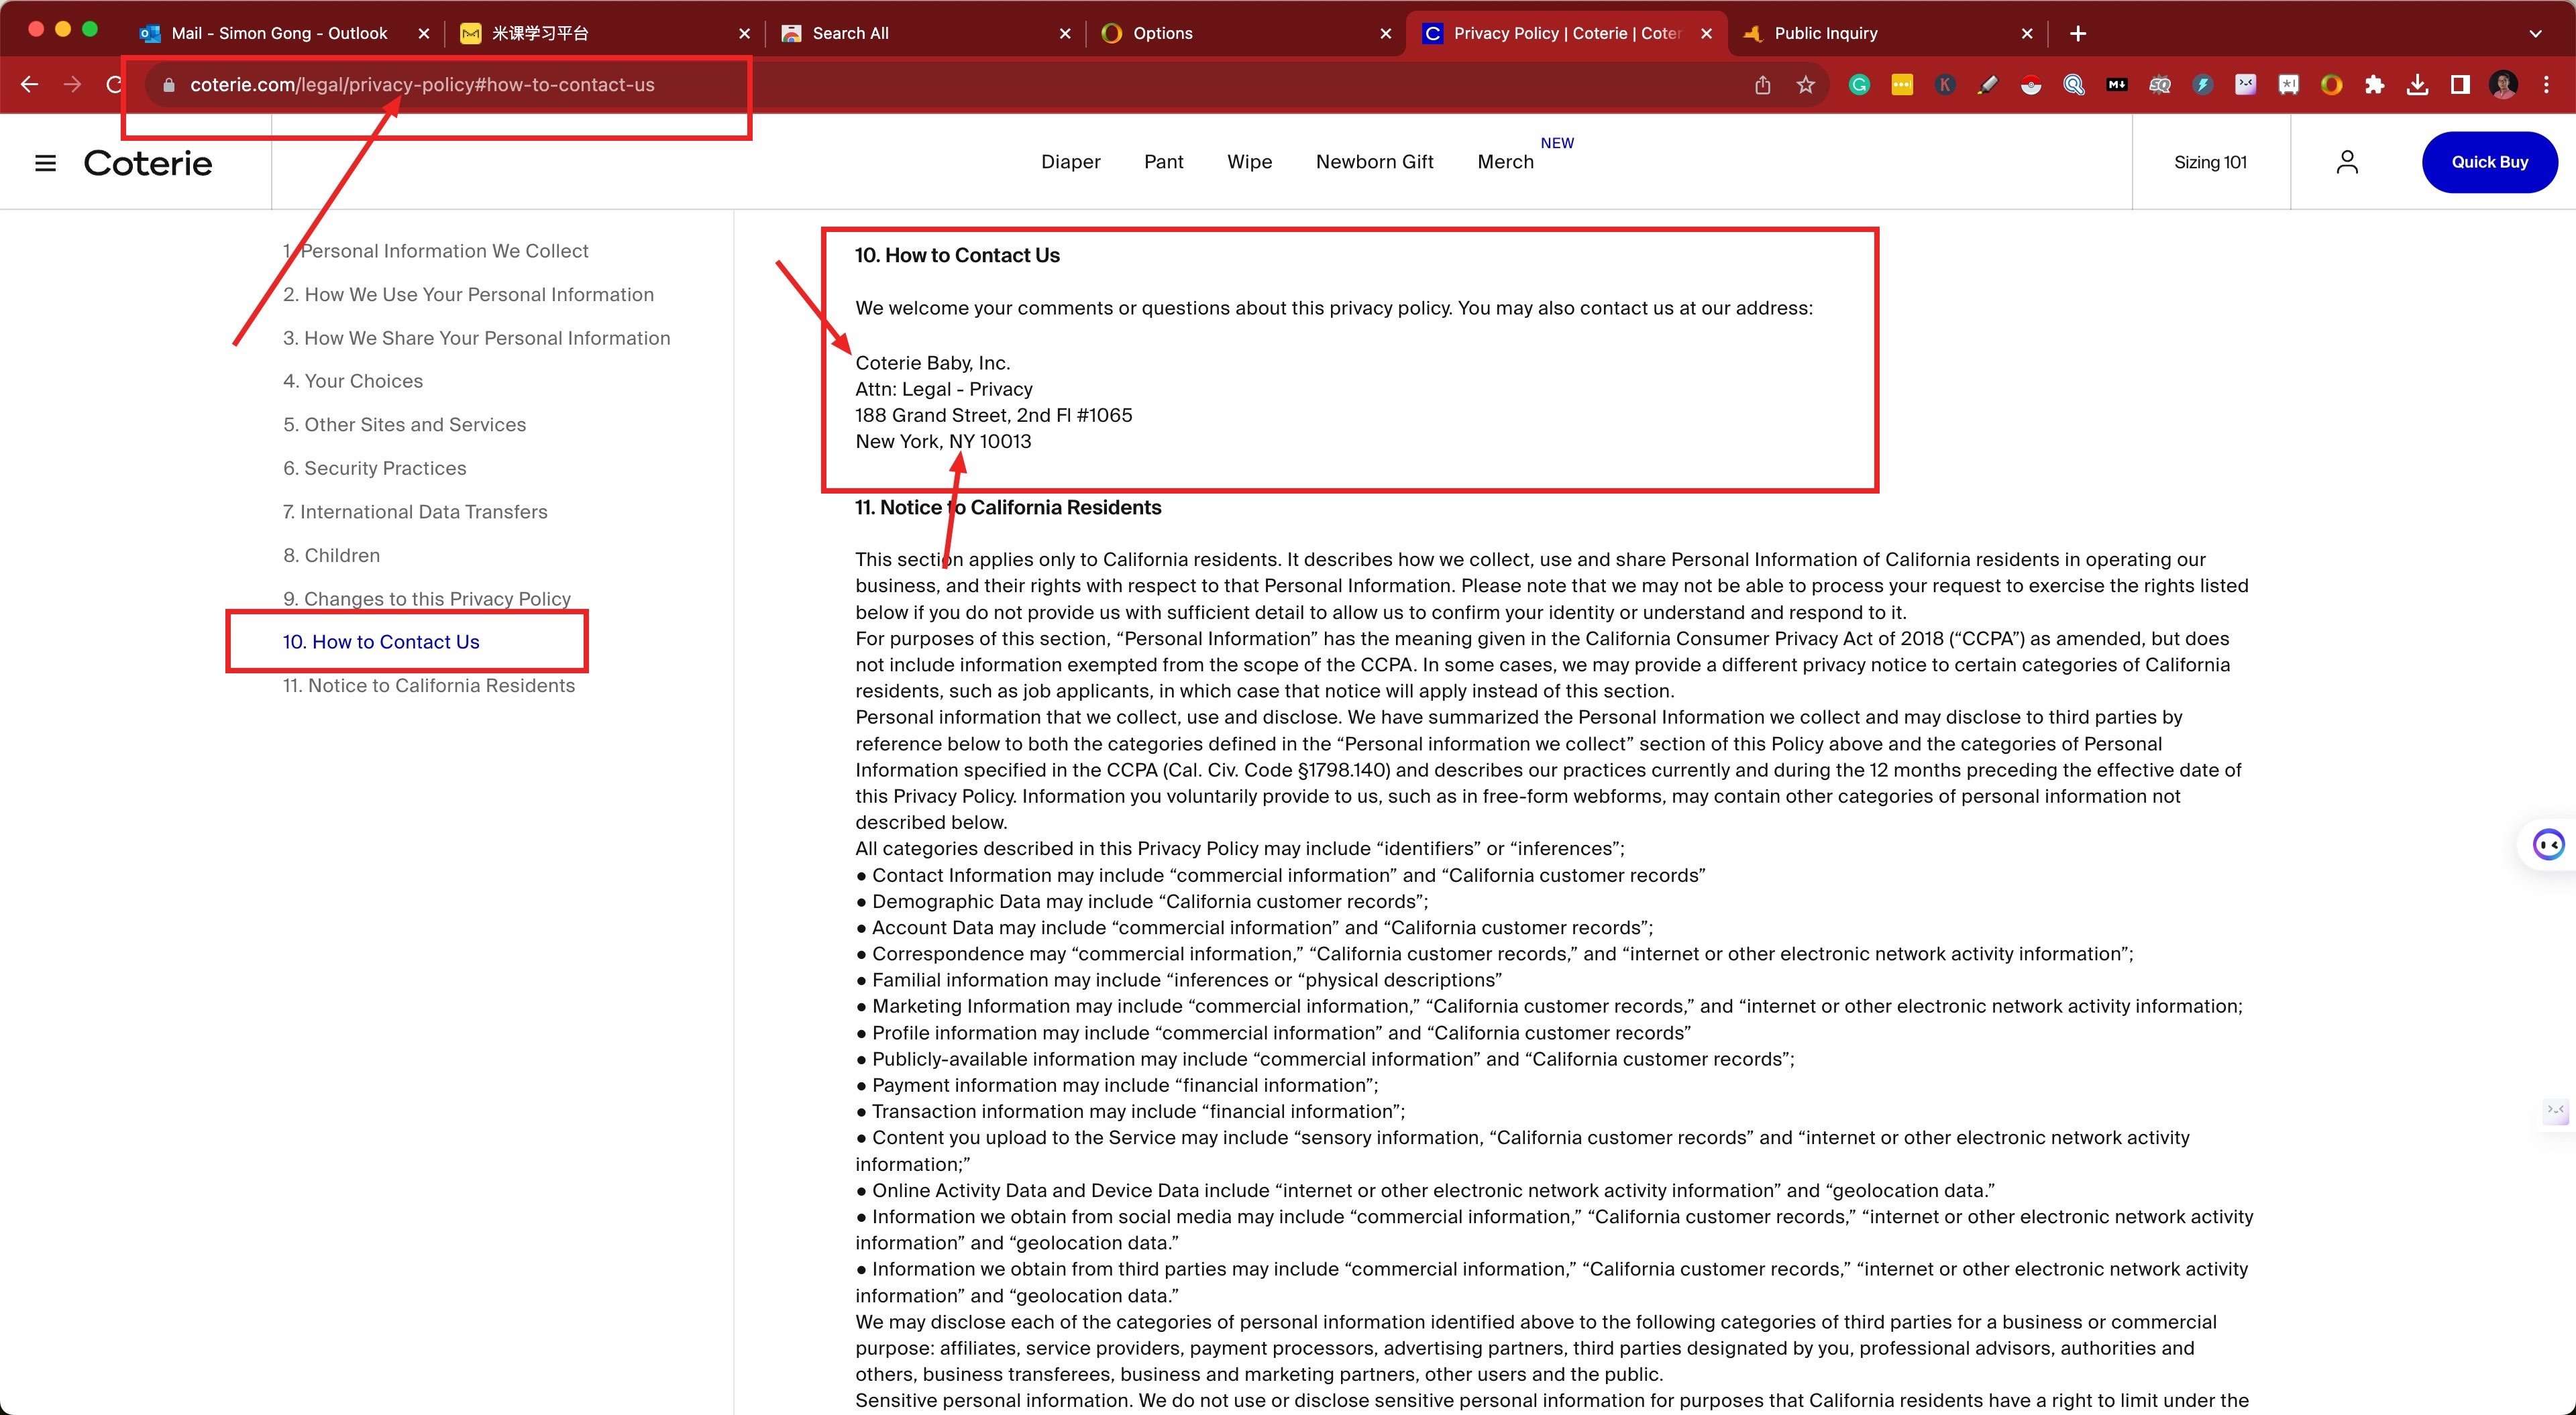 Mail - Simon Gong - Outlook
米课学习平台
Search All
Options
Privacy Policy | Coterie | Coter
Public Inquiry
coterie.com/legal/privacy-policy#how-to-contact-us
Coterie
Diaper
Pant
Wipe
Newborn Gift
Merch
NEW
Sizing 101
Quick Buy
1. Personal Information We Collect
2. How We Use Your Personal Information
3. How We Share Your Personal Information
4. Your Choices
5. Other Sites and Services
6. Security Practices
7. International Data Transfers
8. Children
9. Changes to this Privacy Policy
10. How to Contact Us
11. Notice to California Residents
10. How to Contact Us
We welcome your comments or questions about this privacy policy. You may also contact us at our address:
Coterie Baby, Inc.
Attn: Legal - Privacy
188 Grand Street, 2nd Fl #1065
New York, NY 10013
11. Notice to California Residents
This section applies only to California residents. It describes how we collect, use and share Personal Information of California residents in operating our
business, and their rights with respect to that Personal Information. Please note that we may not be able to process your request to exercise the rights listed
below if you do not provide us with sufficient detail to allow us to confirm your identity or understand and respond to it.
For purposes of this section, “Personal Information” has the meaning given in the California Consumer Privacy Act of 2018 (“CCPA”) as amended, but does
not include information exempted from the scope of the CCPA. In some cases, we may provide a different privacy notice to certain categories of California
residents, such as job applicants, in which case that notice will apply instead of this section.
Personal information that we collect, use and disclose. We have summarized the Personal Information we collect and may disclose to third parties by
reference below to both the categories defined in the “Personal information we collect” section of this Policy above and the categories of Personal
Information specified in the CCPA (Cal. Civ. Code §1798.140) and describes our practices currently and during the 12 months preceding the effective date of
this Privacy Policy. Information you voluntarily provide to us, such as in free-form webforms, may contain other categories of personal information not
described below.
All categories described in this Privacy Policy may include “identifiers” or “inferences”;
● Contact Information may include “commercial information” and “California customer records”
● Demographic Data may include “California customer records”;
● Account Data may include “commercial information” and “California customer records”;
● Correspondence may “commercial information,” “California customer records,” and “internet or other electronic network activity information”;
● Familial information may include “inferences or “physical descriptions”
● Marketing Information may include “commercial information,” “California customer records,” and “internet or other electronic network activity information;
● Profile information may include “commercial information” and “California customer records”
● Publicly-available information may include “commercial information” and “California customer records”;
● Payment information may include “financial information”;
● Transaction information may include “financial information”;
● Content you upload to the Service may include “sensory information, “California customer records” and “internet or other electronic network activity
information;”
● Online Activity Data and Device Data include “internet or other electronic network activity information” and “geolocation data.”
● Information we obtain from social media may include “commercial information,” “California customer records,” “internet or other electronic network activity
information” and “geolocation data.”
● Information we obtain from third parties may include “commercial information,” “California customer records,” “internet or other electronic network activity
information” and “geolocation data.”
We may disclose each of the categories of personal information identified above to the following categories of third parties for a business or commercial
purpose: affiliates, service providers, payment processors, advertising partners, third parties designated by you, professional advisors, authorities and
others, business transferees, business and marketing partners, other users and the public.
Sensitive personal information. We do not use or disclose sensitive personal information for purposes that California residents have a right to limit under the